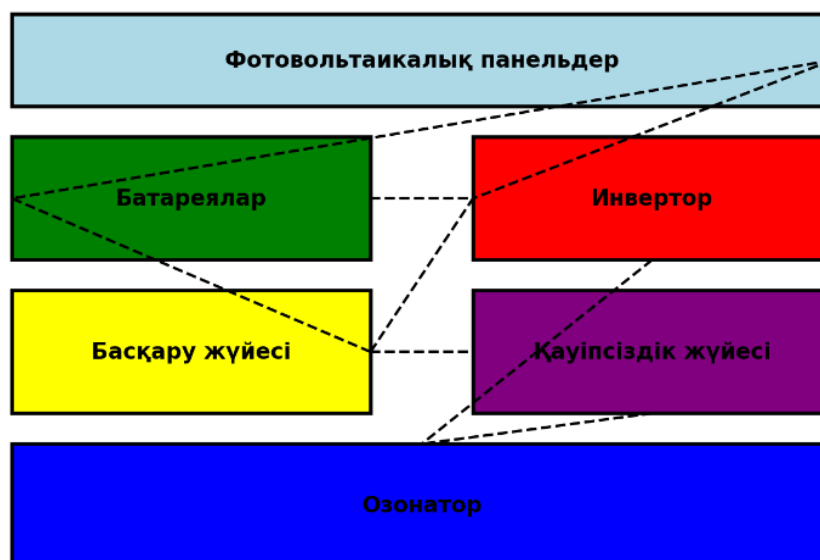 Фотовольтаикалық панельдер
Батареялар
Инвертор
Басқару жүйесі
Қауіпсіздік жүйесі
Озонатор